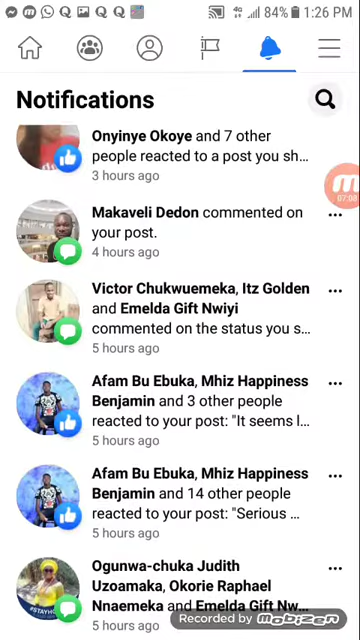 84% 1:26 PM
Notifications
Onyinye Okoye and 7 other
people reacted to a post you sh...
3 hours ago
07:08
Makaveli Dedon commented on
your post.
4 hours ago
Victor Chukwuemeka, Itz Golden
and Emelda Gift Nwiyi
commented on the status you s...
5 hours ago
Afam Bu Ebuka, Mhiz Happiness
Benjamin and 3 other people
reacted to your post: "It seems l...
5 hours ago
Afam Bu Ebuka, Mhiz Happiness
Benjamin and 14 other people
reacted to your post: "Serious ...
5 hours ago
Ogunwa-chuka Judith
Uzoamaka, Okorie Raphael
Nnaemeka and Emelda Gift Nw...
#STAYHO
Recorded by mobizen
5 hours ago